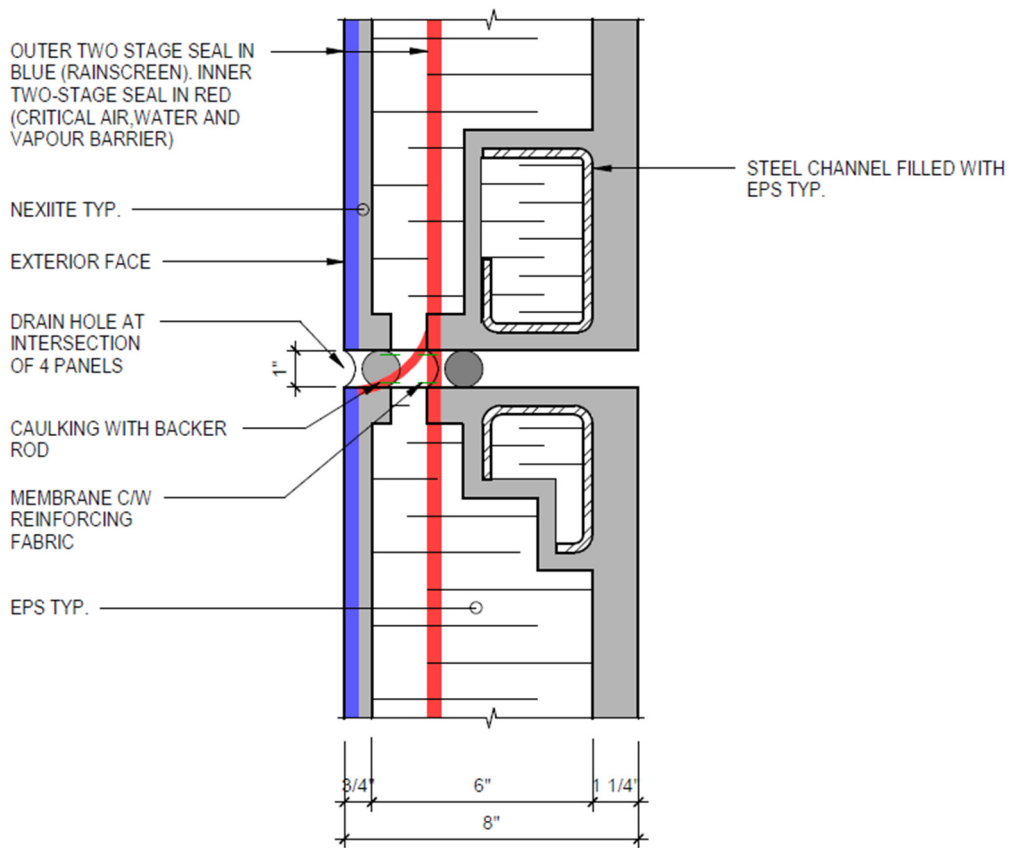 OUTER TWO STAGE SEAL IN
BLUE (RAINSCREEN). INNER
TWO-STAGE SEAL IN RED
(CRITICAL AIR,WATER AND
VAPOUR BARRIER)
STEEL CHANNEL FILLED WITH
EPS TYP.
NEXIITE TYP.
EXTERIOR FACE
DRAIN HOLE AT
INTERSECTION
OF 4 PANELS
1"
CAULKING WITH BACKER
ROD
MEMBRANE C/W
REINFORCING
FABRIC
EPS TYP.
3/4"
6"
1 1/4"
8"